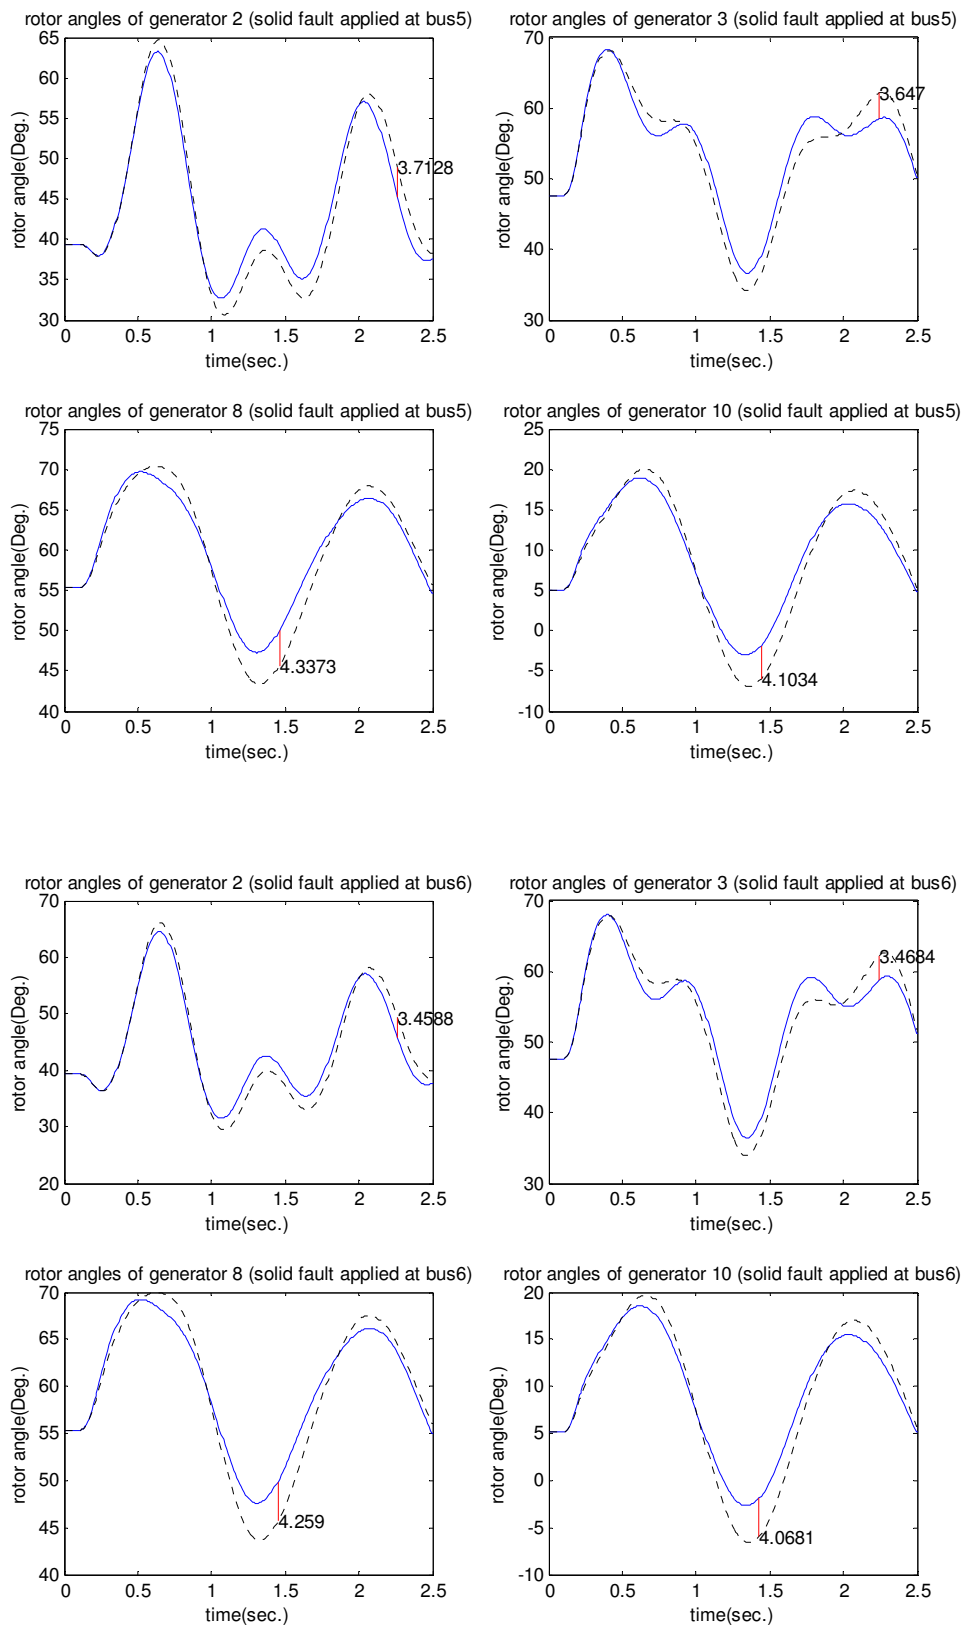 rotor angles of generator 2 (solid fault applied at bus5)
65
60
55
50
45
40
35
30
rotor angle(Deg.)
3.7128
0 0.5 1 1.5 2 2.5
time(sec.)
rotor angles of generator 3 (solid fault applied at bus5)
70
60
50
40
30
rotor angle(Deg.)
3.647
0 0.5 1 1.5 2 2.5
time(sec.)
rotor angles of generator 8 (solid fault applied at bus5)
75
70
65
60
55
50
45
40
rotor angle(Deg.)
4.3373
0 0.5 1 1.5 2 2.5
time(sec.)
rotor angles of generator 10 (solid fault applied at bus5)
25
20
15
10
5
0
-5
-10
rotor angle(Deg.)
4.1034
0 0.5 1 1.5 2 2.5
time(sec.)
rotor angles of generator 2 (solid fault applied at bus6)
70
60
50
40
30
20
rotor angle(Deg.)
3.4588
0 0.5 1 1.5 2 2.5
time(sec.)
rotor angles of generator 3 (solid fault applied at bus6)
70
60
50
40
30
rotor angle(Deg.)
3.4684
0 0.5 1 1.5 2 2.5
time(sec.)
rotor angles of generator 8 (solid fault applied at bus6)
70
65
60
55
50
45
40
rotor angle(Deg.)
4.259
0 0.5 1 1.5 2 2.5
time(sec.)
rotor angles of generator 10 (solid fault applied at bus6)
20
15
10
5
0
-5
-10
rotor angle(Deg.)
4.0681
0 0.5 1 1.5 2 2.5
time(sec.)